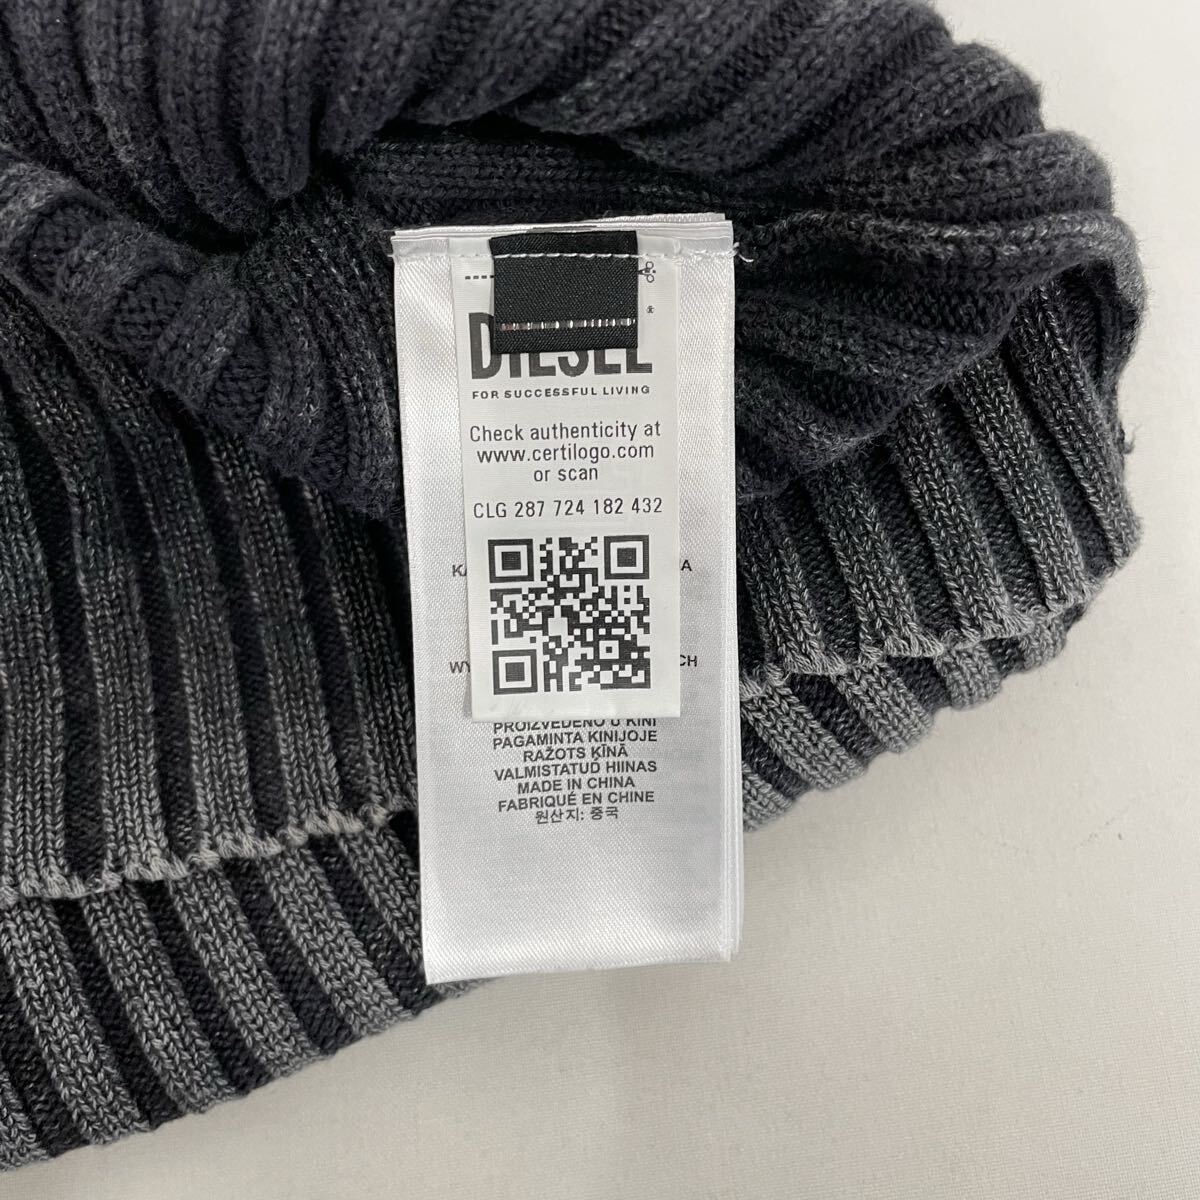 DIESEL
FOR SUCCESSFUL LIVING
Check authenticity at
www.certilogo.com
or scan
CLG 287 724 182 432
PROIZVEDENO U KINI
PAGAMINTA KINIJOJE
RAŽOTS ĶĪNĀ
VALMISTATUD HIINAS
MADE IN CHINA
FABRIQUÉ EN CHINE
원산지: 중국